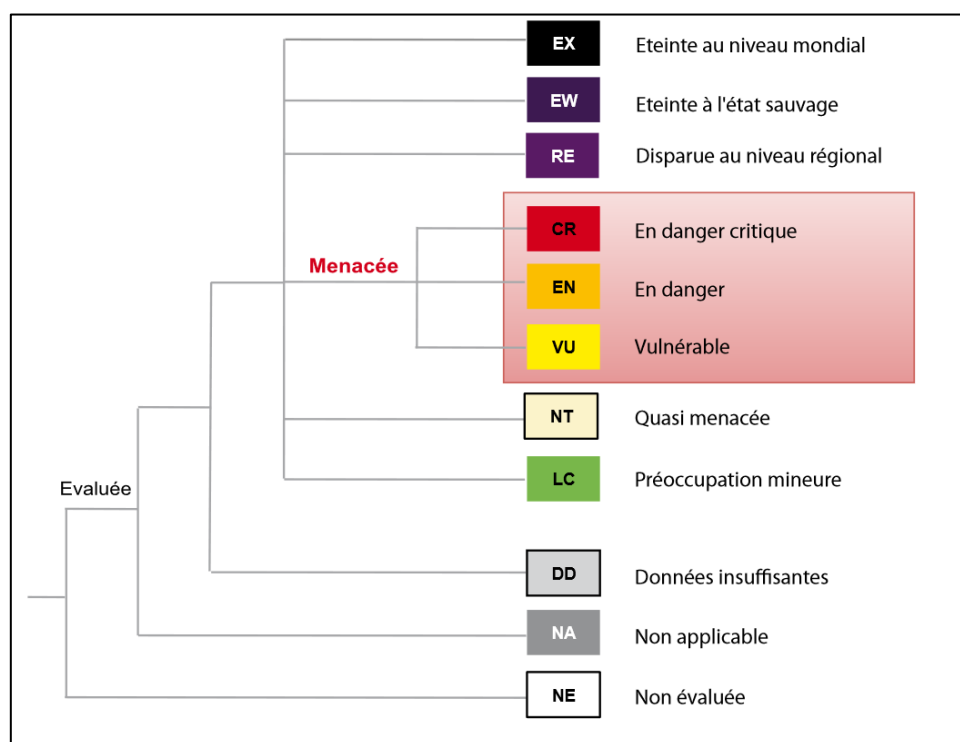 EX Eteinte au niveau mondial
EW Eteinte à l'état sauvage
RE Disparue au niveau régional
CR En danger critique
Menacée
EN En danger
VU Vulnérable
NT Quasi menacée
LC Préoccupation mineure
Evaluée
DD Données insuffisantes
NA Non applicable
NE Non évaluée